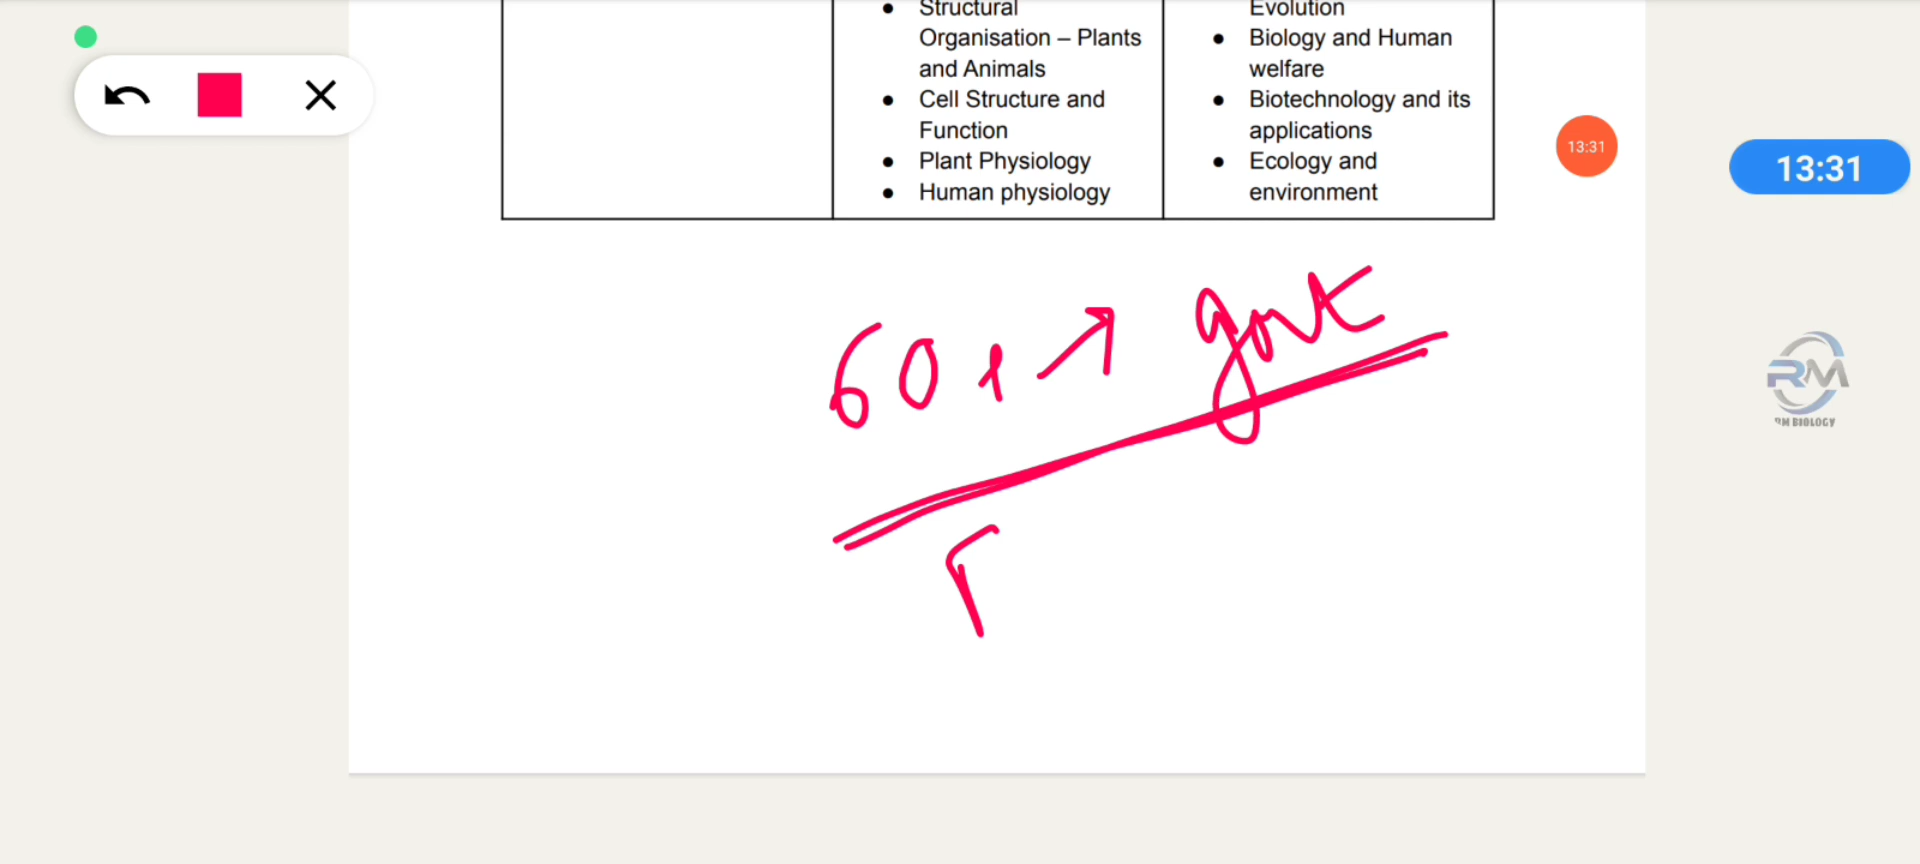 Structural
Organisation – Plants
and Animals
● Cell Structure and
Function
● Plant Physiology
● Human physiology
Evolution
● Biology and Human
welfare
● Biotechnology and its
applications
● Ecology and
environment
13:31
13:31
60
RM
RM BIOLOGY